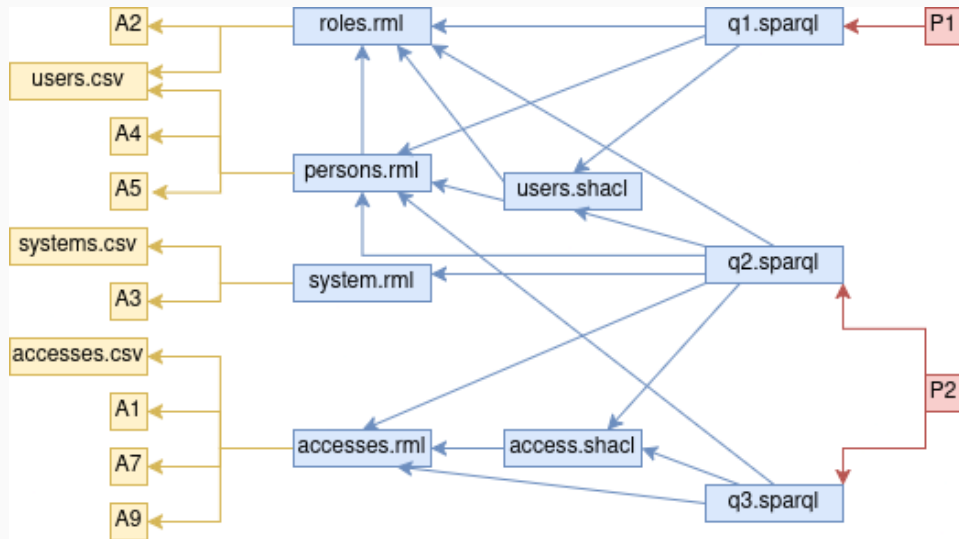 A2
roles.rml
q1.sparql
P1
users.csv
A4
persons.rml
users.shacl
A5
systems.csv
system.rml
q2.sparql
A3
accesses.csv
P2
A1
accesses.rml
access.shacl
A7
q3.sparql
A9